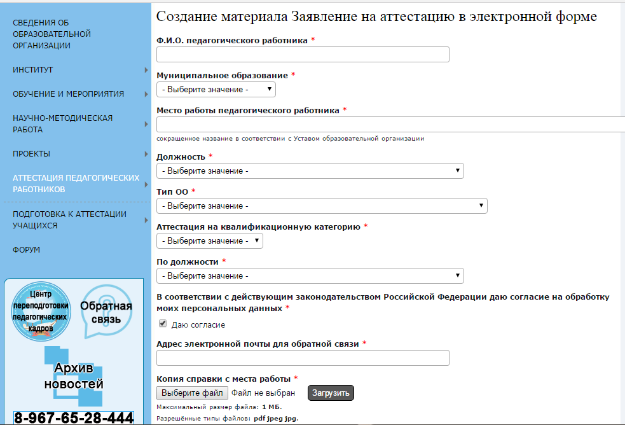 СВЕДЕНИЯ ОБ
ОБРАЗОВАТЕЛЬНОЙ
ОРГАНИЗАЦИИ
ИНСТИТУТ
ОБУЧЕНИЕ И МЕРОПРИЯТИЯ
НАУЧНО-МЕТОДИЧЕСКАЯ
РАБОТА
ПРОЕКТЫ
АТТЕСТАЦИЯ ПЕДАГОГИЧЕСКИХ
РАБОТНИКОВ
ПОДГОТОВКА К АТТЕСТАЦИИ
УЧАЩИХСЯ
ФОРУМ
Центр
переподготовки
педагогических
кадров
Обратная
связь
Архив
новостей
8-967-65-28-444
Создание материала Заявление на аттестацию в электронной форме
Ф.И.О. педагогического работника *
Муниципальное образование *
- Выберите значение -
Место работы педагогического работника *
сокращенное название в соответствии с Уставом образовательной организации
Должность *
- Выберите значение -
Тип ОО *
- Выберите значение -
Аттестация на квалификационную категорию *
- Выберите значение -
По должности *
- Выберите значение -
В соответствии с действующим законодательством Российской Федерации даю согласие на обработку
моих персональных данных *
Даю согласие
Адрес электронной почты для обратной связи *
Копия справки с места работы *
Выберите файл Файл не выбран Загрузить
Максимальный размер файла: 1 МБ.
Разрешённые типы файлов: pdf jpeg jpg.